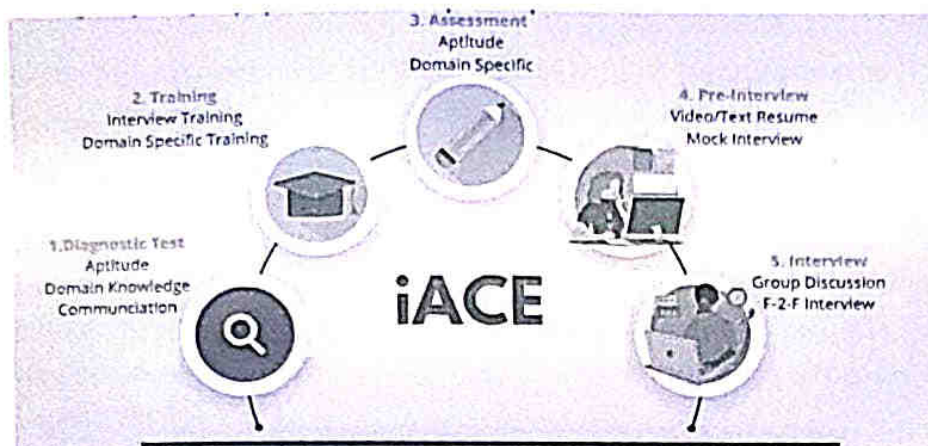 1.Diagnostic Test
Aptitude
Domain Knowledge
Communciation
2. Training
Interview Training
Domain Specific Training
3. Assessment
Aptitude
Domain Specific
4. Pre-Interview
Video/Text Resume
Mock Interview
5. Interview
Group Discussion
F-2-F Interview
iACE